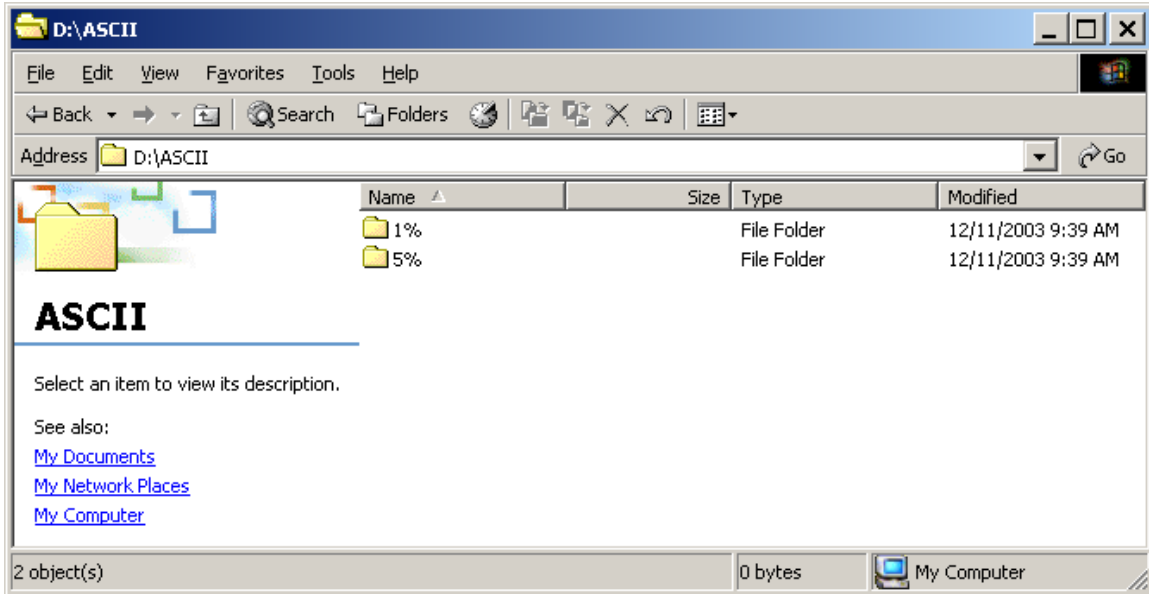 D:\ASCII
File Edit View Favorites Tools Help
Back Search Folders
Address D:\ASCII Go
Name Size Type Modified
1% File Folder 12/11/2003 9:39 AM
5% File Folder 12/11/2003 9:39 AM
ASCII
Select an item to view its description.
See also:
My Documents
My Network Places
My Computer
2 object(s) 0 bytes My Computer